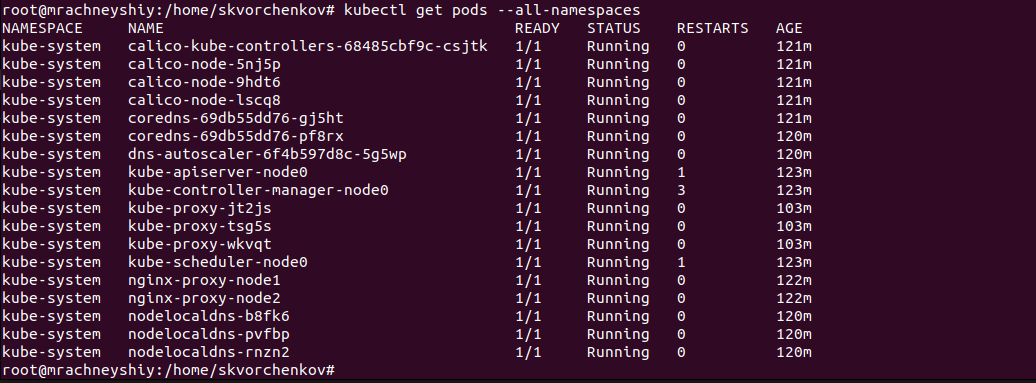 root@mrachneyshiy:/home/skvorchenkov# kubectl get pods --all-namespaces
NAMESPACE NAME READY STATUS RESTARTS AGE
kube-system calico-kube-controllers-68485cbf9c-csjtk 1/1 Running 0 121m
kube-system calico-node-5nj5p 1/1 Running 0 121m
kube-system calico-node-9hdt6 1/1 Running 0 121m
kube-system calico-node-lscq8 1/1 Running 0 121m
kube-system coredns-69db55dd76-gj5ht 1/1 Running 0 121m
kube-system coredns-69db55dd76-pf8rx 1/1 Running 0 120m
kube-system dns-autoscaler-6f4b597d8c-5g5wp 1/1 Running 0 120m
kube-system kube-apiserver-node0 1/1 Running 1 123m
kube-system kube-controller-manager-node0 1/1 Running 3 123m
kube-system kube-proxy-jt2js 1/1 Running 0 103m
kube-system kube-proxy-tsg5s 1/1 Running 0 103m
kube-system kube-proxy-wkvqt 1/1 Running 0 103m
kube-system kube-scheduler-node0 1/1 Running 1 123m
kube-system nginx-proxy-node1 1/1 Running 0 122m
kube-system nginx-proxy-node2 1/1 Running 0 122m
kube-system nodelocaldns-b8fk6 1/1 Running 0 120m
kube-system nodelocaldns-pvfbp 1/1 Running 0 120m
kube-system nodelocaldns-rnzn2 1/1 Running 0 120m
root@mrachneyshiy:/home/skvorchenkov#